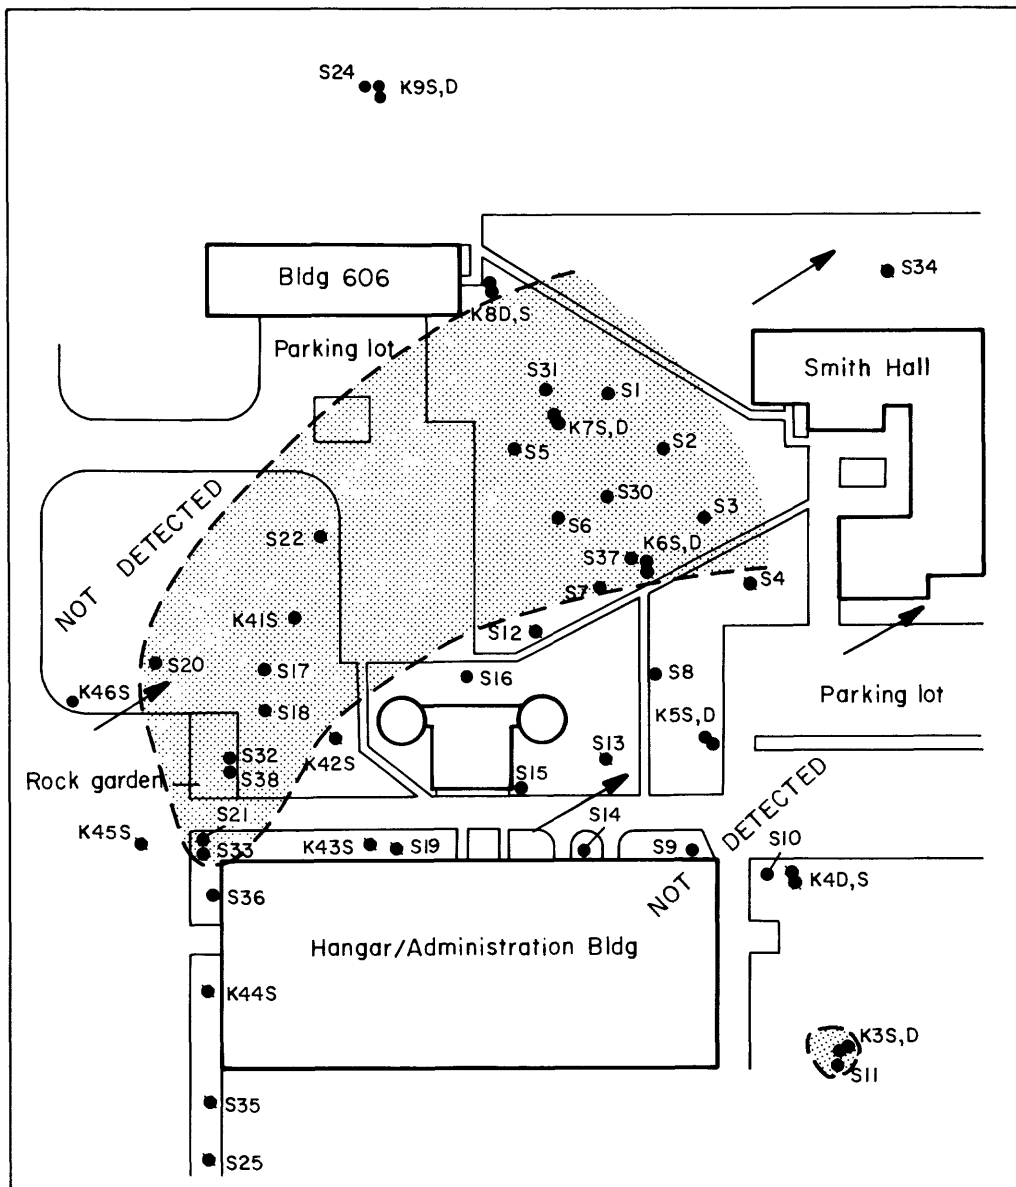 S24
K9S,D
S34
Bldg 606
K8D,S
Parking lot
Smith Hall
S31
S1
K7S,D
S5
S2
S30
S3
S6
S22
K6S,D
S37
S7
S4
NOT DETECTED
K41S
S12
S20
S17
S16
S8
K46S
S18
Parking lot
K5S,D
K42S
S32
S13
Rock garden
S38
S15
S21
S14
K45S
S33
K43S
S19
S9
NOT DETECTED
S10
K4D,S
S36
Hangar/Administration Bldg
K44S
K3S,D
S11
S35
S25